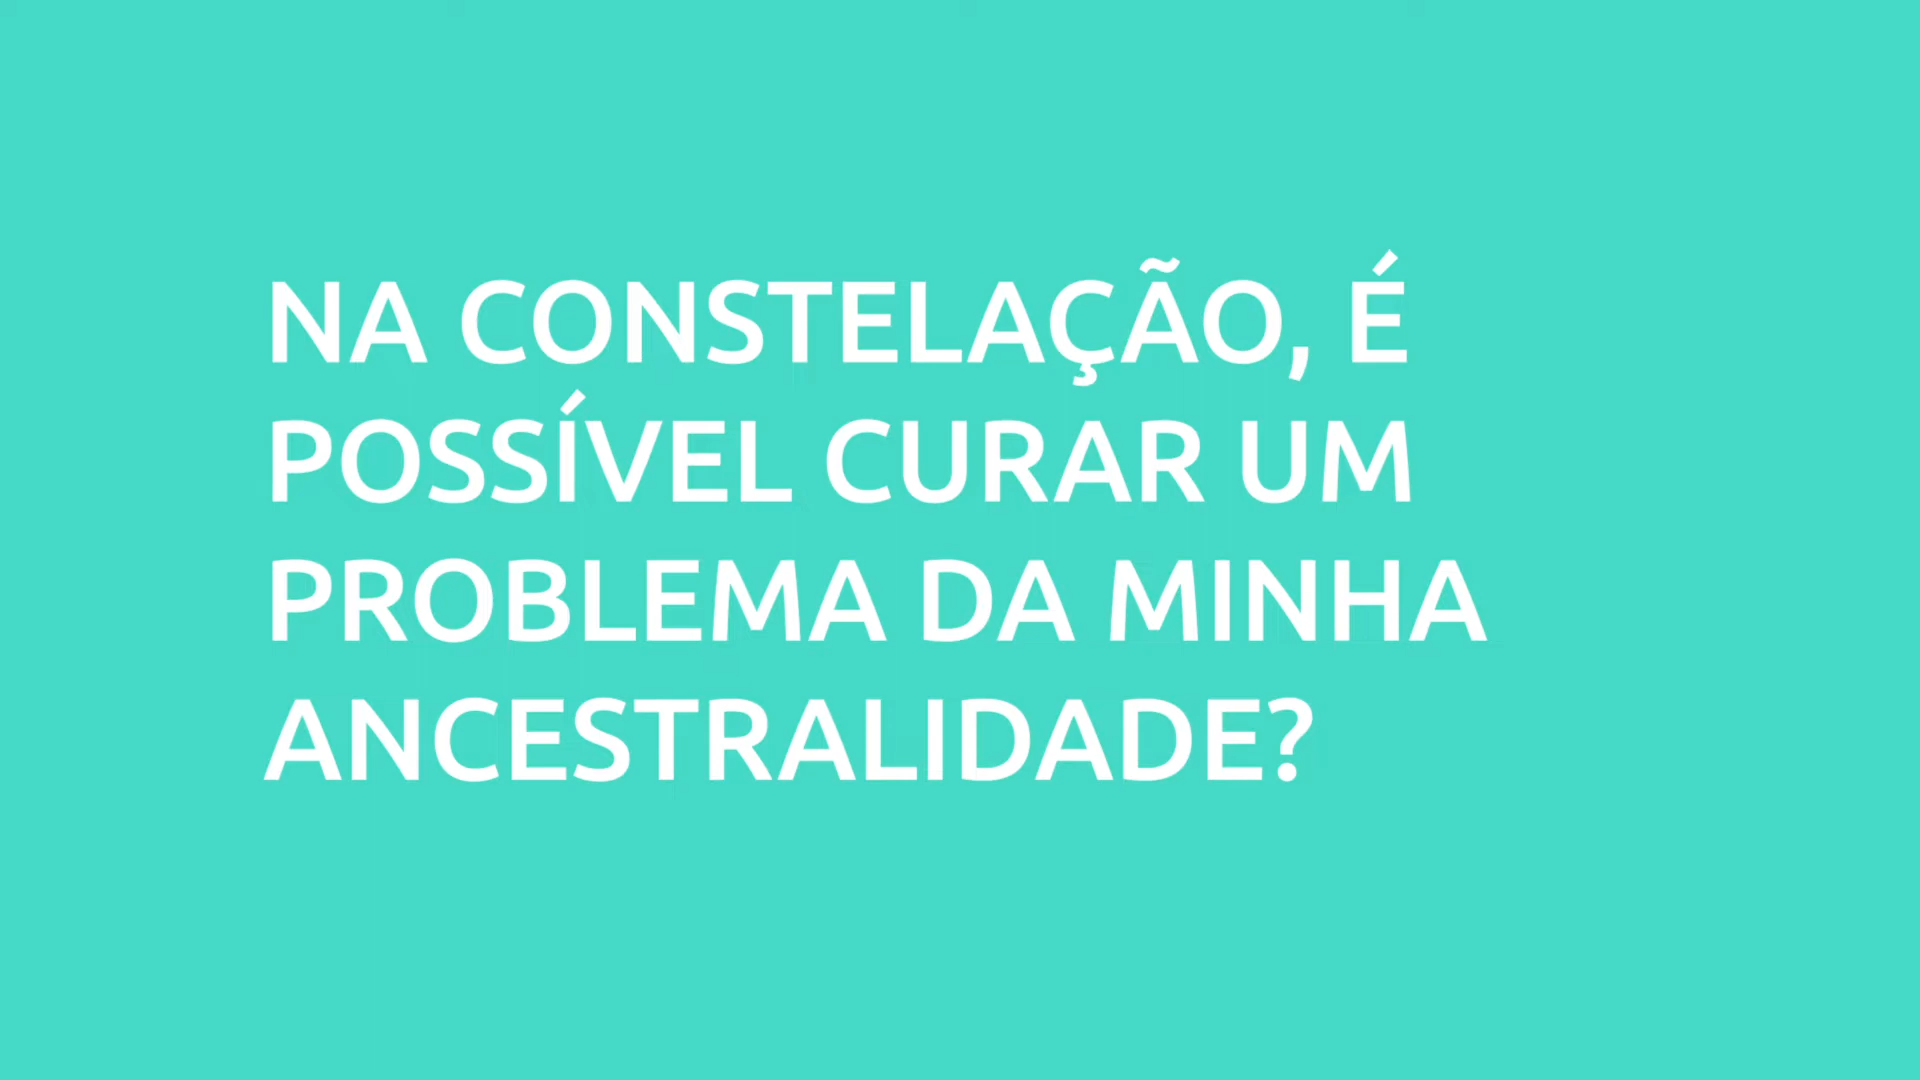 NA CONSTELAÇÃO, É
POSSÍVEL CURAR UM
PROBLEMA DA MINHA
ANCESTRALIDADE?